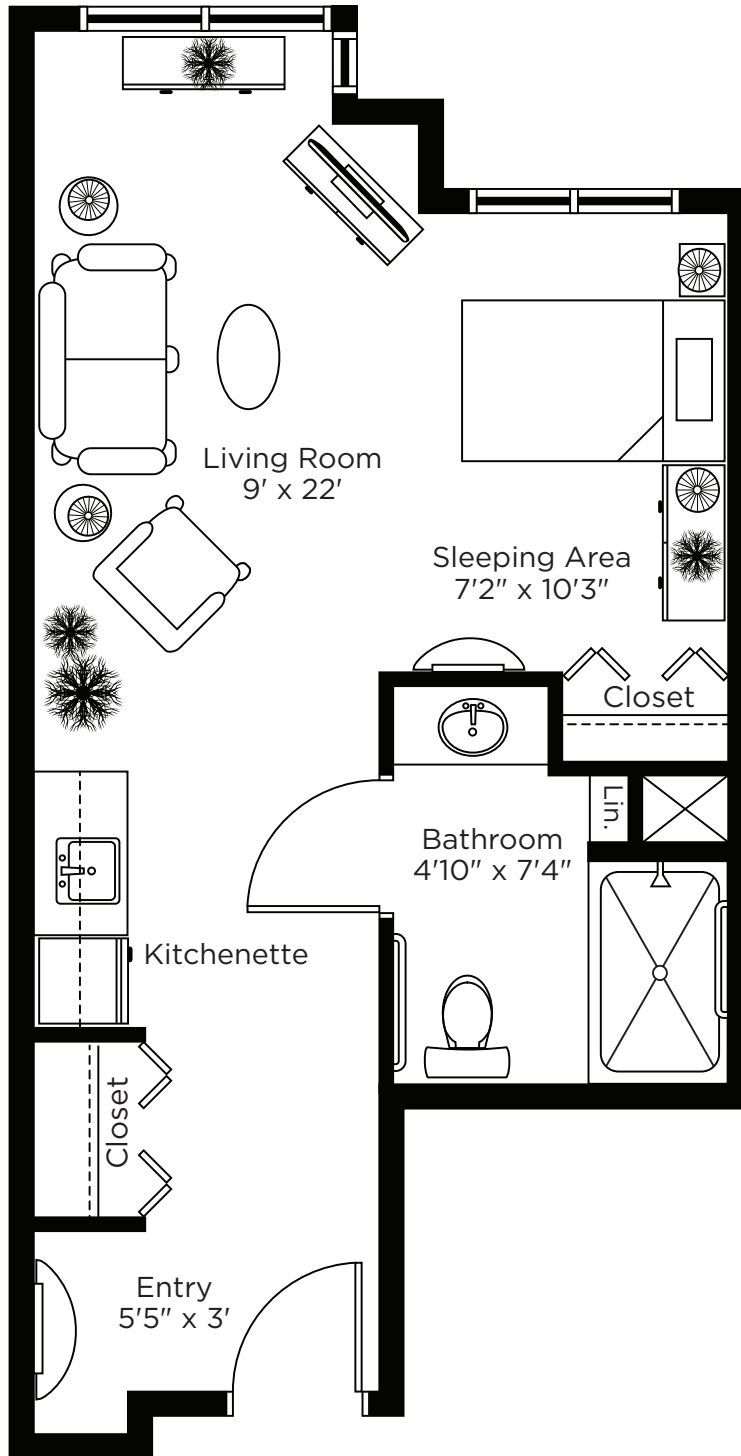 Living Room
9' x 22'
Sleeping Area
7'2" x 10'3"
Closet
Lin.
Bathroom
4'10" x 7'4"
Kitchenette
Closet
Entry
5'5" x 3'